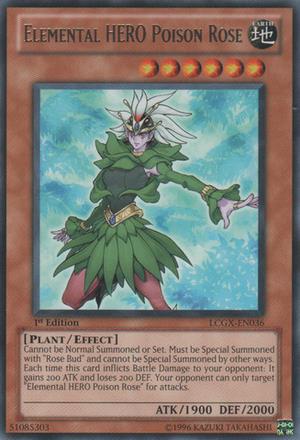 Elemental HERO Poison Rose
EARTH
地
1st Edition
LCGX-EN036
[Plant/Effect]
Cannot be Normal Summoned or Set. Must be Special Summoned
with "Rose Bud" and cannot be Special Summoned by other ways.
Each time this card inflicts Battle Damage to your opponent: It
gains 200 ATK and loses 200 DEF. Your opponent can only target
"Elemental HERO Poison Rose" for attacks.
ATK/1900 DEF/2000
51085303
©1996 KAZUKI TAKAHASHI